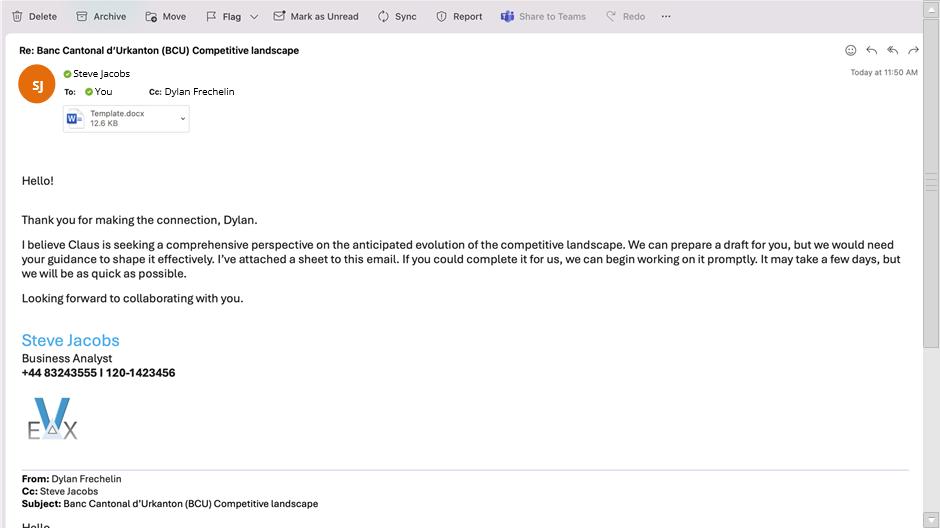 Delete Archive Move Flag Mark as Unread Sync Report Share to Teams Redo ...
Re: Banc Cantonal d’Urkanton (BCU) Competitive landscape
SJ
Steve Jacobs
Today at 11:50 AM
To: You Cc: Dylan Frechelin
Template.docx
12.6 KB
Hello!
Thank you for making the connection, Dylan.
I believe Claus is seeking a comprehensive perspective on the anticipated evolution of the competitive landscape. We can prepare a draft for you, but we would need
your guidance to shape it effectively. I’ve attached a sheet to this email. If you could complete it for us, we can begin working on it promptly. It may take a few days, but
we will be as quick as possible.
Looking forward to collaborating with you.
Steve Jacobs
Business Analyst
+44 83243555 I 120-1423456
EVX
From: Dylan Frechelin
Cc: Steve Jacobs
Subject: Banc Cantonal d’Urkanton (BCU) Competitive landscape
Hello